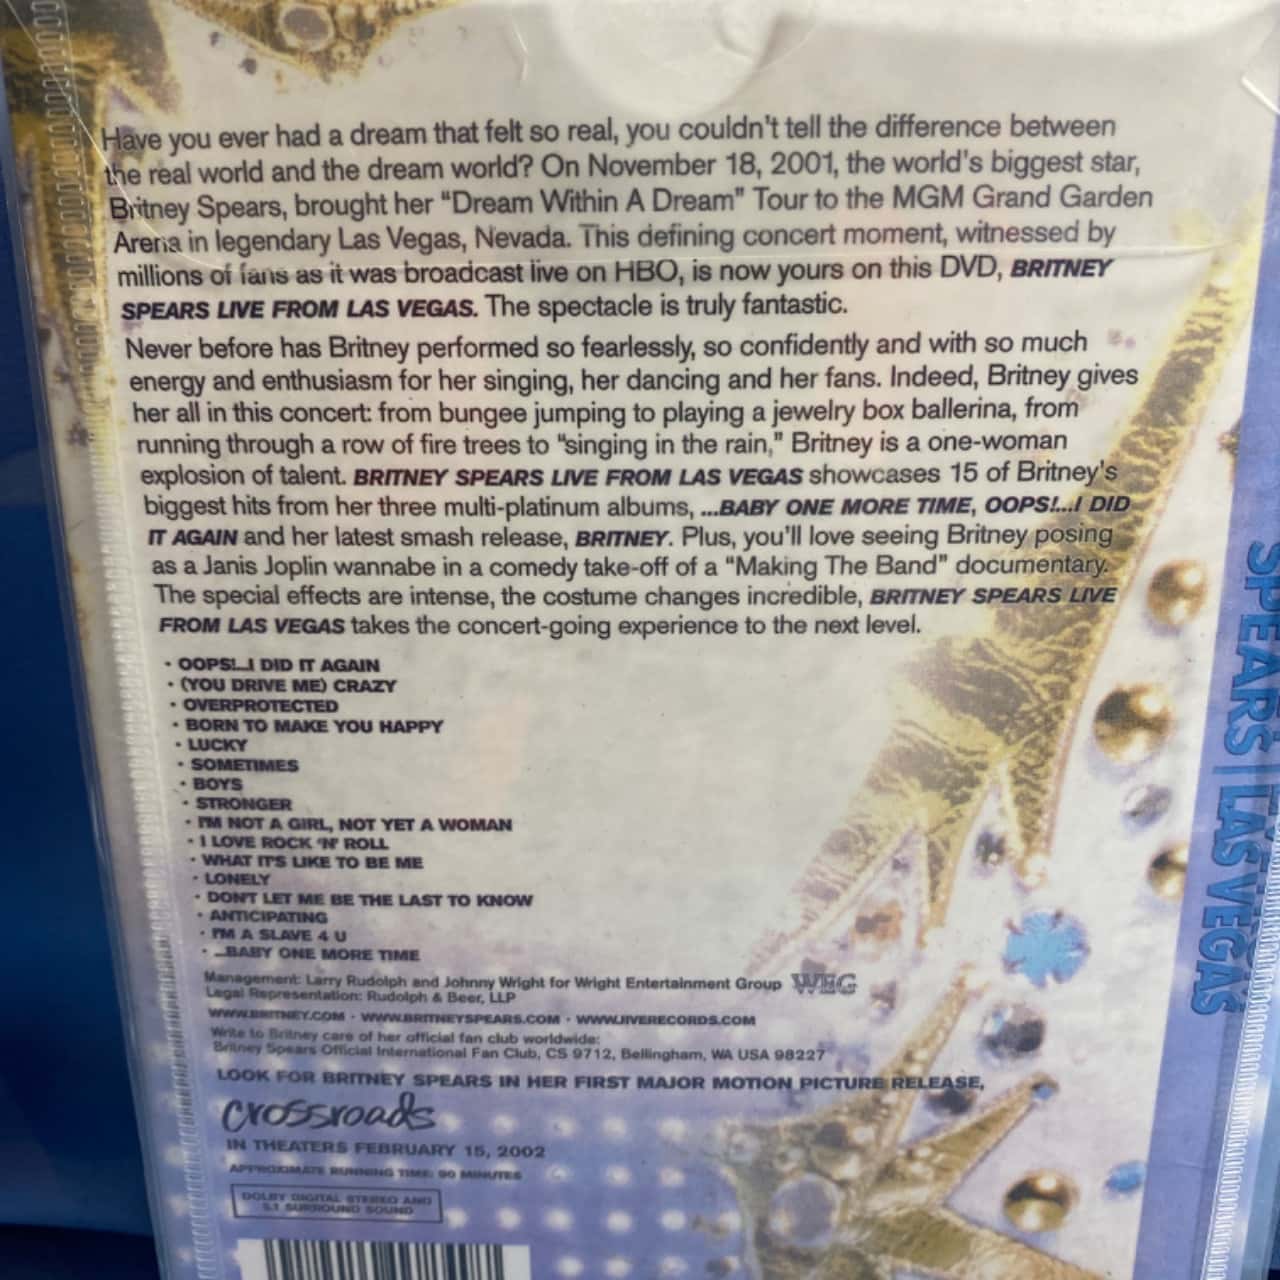 Have you ever had a dream that felt so real, you couldn't tell the difference between
the real world and the dream world? On November 18, 2001, the world's biggest star,
Britney Spears, brought her "Dream Within A Dream" Tour to the MGM Grand Garden
Arena in legendary Las Vegas, Nevada. This defining concert moment, witnessed by
millions of fans as it was broadcast live on HBO, is now yours on this DVD, BRITNEY
SPEARS LIVE FROM LAS VEGAS. The spectacle is truly fantastic.
Never before has Britney performed so fearlessly, so confidently and with so much
energy and enthusiasm for her singing, her dancing and her fans. Indeed, Britney gives
her all in this concert: from bungee jumping to playing a jewelry box ballerina, from
running through a row of fire trees to "singing in the rain," Britney is a one-woman
explosion of talent. BRITNEY SPEARS LIVE FROM LAS VEGAS showcases 15 of Britney's
biggest hits from her three multi-platinum albums, ...BABY ONE MORE TIME, OOPS!...I DID
IT AGAIN and her latest smash release, BRITNEY. Plus, you'll love seeing Britney posing
as a Janis Joplin wannabe in a comedy take-off of a "Making The Band" documentary.
The special effects are intense, the costume changes incredible, BRITNEY SPEARS LIVE
FROM LAS VEGAS takes the concert-going experience to the next level.
• OOPS!...I DID IT AGAIN
• (YOU DRIVE ME) CRAZY
• OVERPROTECTED
• BORN TO MAKE YOU HAPPY
• LUCKY
• SOMETIMES
• BOYS
• STRONGER
• I'M NOT A GIRL, NOT YET A WOMAN
• I LOVE ROCK 'N' ROLL
• WHAT IT'S LIKE TO BE ME
• LONELY
• DON'T LET ME BE THE LAST TO KNOW
• ANTICIPATING
• I'M A SLAVE 4 U
• ...BABY ONE MORE TIME
Management: Larry Rudolph and Johnny Wright for Wright Entertainment Group WEG
Legal Representation: Rudolph & Beer, LLP
WWW.BRITNEY.COM • WWW.BRITNEYSPEARS.COM • WWW.JIVERECORDS.COM
Write to Britney care of her official fan club worldwide:
Britney Spears Official International Fan Club, CS 9712, Bellingham, WA USA 98227
LOOK FOR BRITNEY SPEARS IN HER FIRST MAJOR MOTION PICTURE RELEASE,
crossroads
IN THEATERS FEBRUARY 15, 2002
APPROXIMATE RUNNING TIME: 90 MINUTES
DOLBY DIGITAL STEREO AND
5.1 SURROUND SOUND
SPEARS
LAS VEGAS